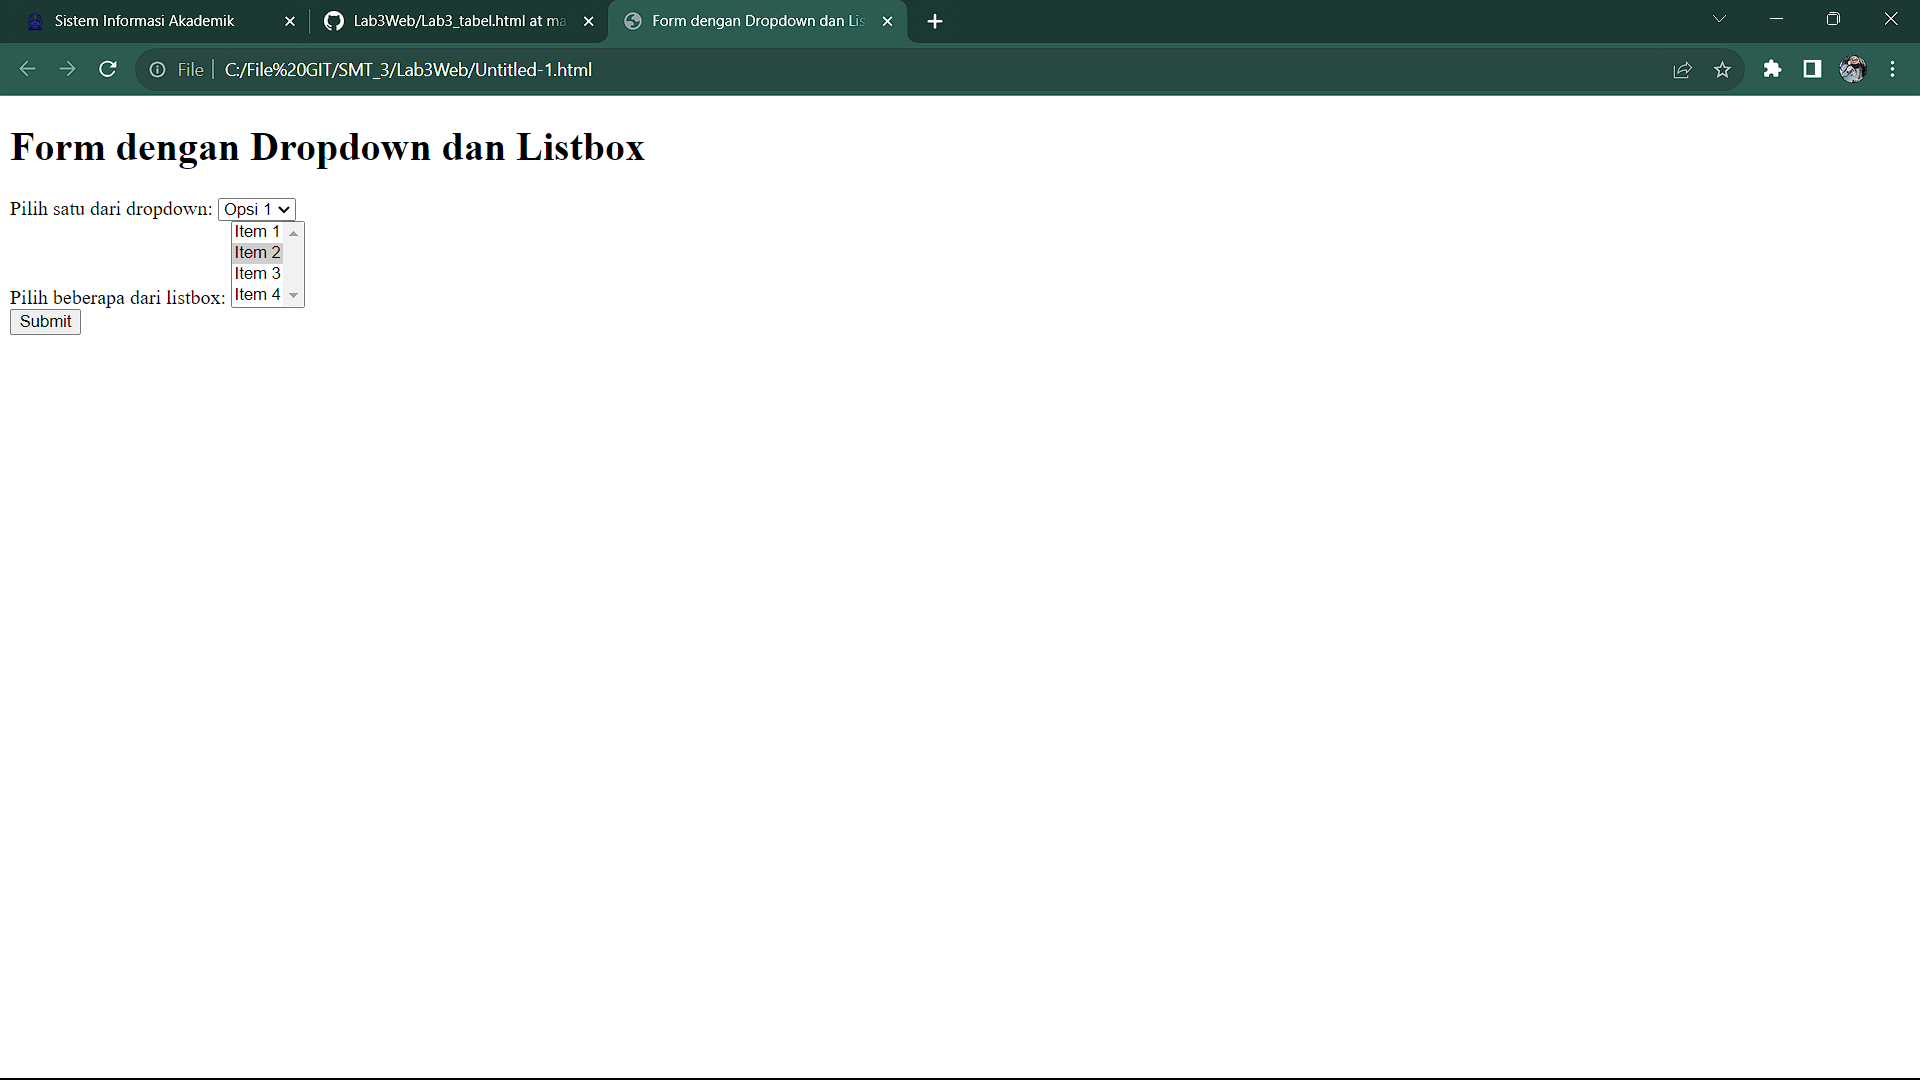 Sistem Informasi Akademik
Lab3Web/Lab3_tabel.html at ma
Form dengan Dropdown dan Lis
File
C:/File%20GIT/SMT_3/Lab3Web/Untitled-1.html
Form dengan Dropdown dan Listbox
Pilih satu dari dropdown: Opsi 1
Item 1
Item 2
Item 3
Pilih beberapa dari listbox: Item 4
Submit